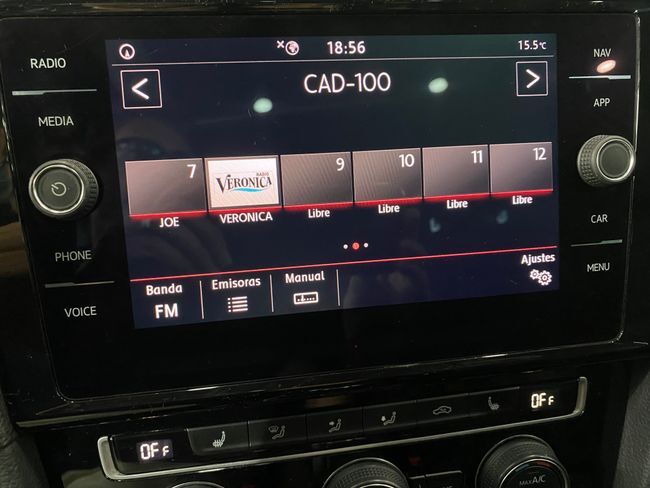 RADIO
MEDIA
PHONE
VOICE
18:56
15.5°C
CAD-100
7
RADIO
VERONICA
9
10
11
12
JOE
VERONICA
Libre
Libre
Libre
Libre
Banda
FM
Emisoras
Manual
Ajustes
NAV
APP
CAR
MENU
OFF
OFF
MAX A/C